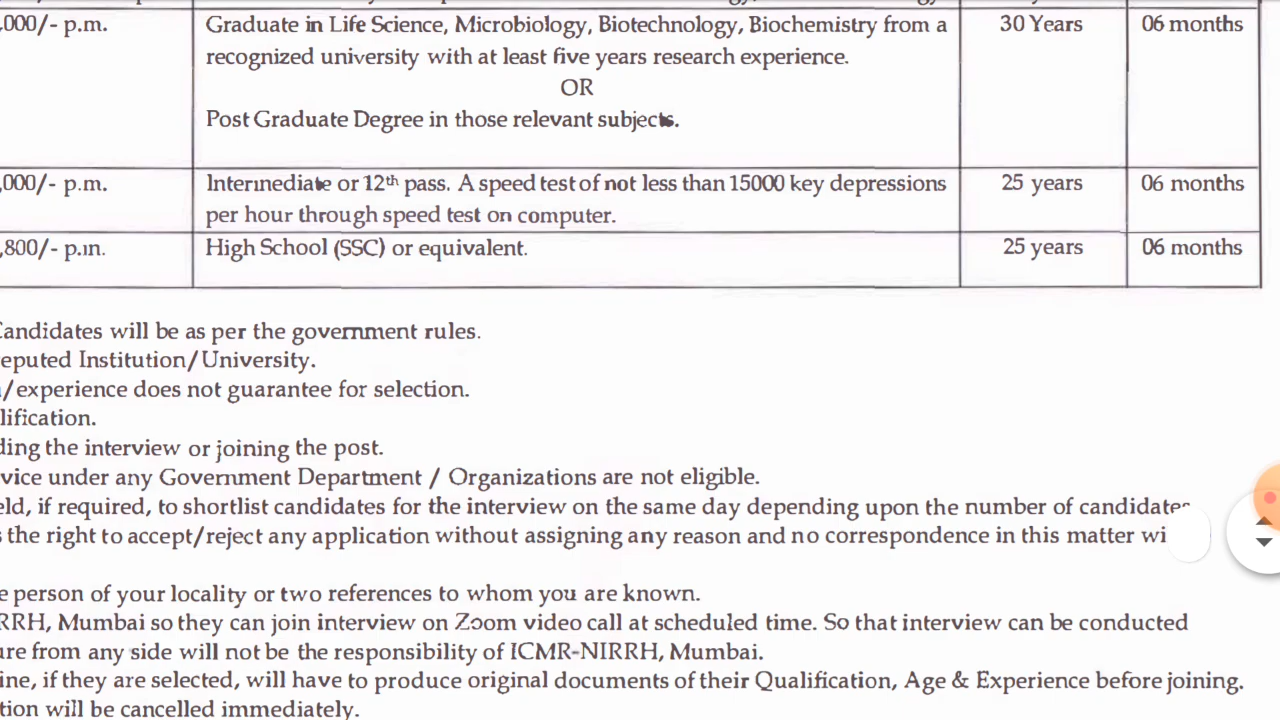 ,000/- p.m. Graduate in Life Science, Microbiology, Biotechnology, Biochemistry from a 30 Years 06 months
recognized university with at least five years research experience.
OR
Post Graduate Degree in those relevant subjects.
,000/- p.m. Intermediate or 12th pass. A speed test of not less than 15000 key depressions 25 years 06 months
per hour through speed test on computer.
,800/- p.m. High School (SSC) or equivalent. 25 years 06 months
Candidates will be as per the government rules.
eputed Institution/University.
/experience does not guarantee for selection.
lification.
ding the interview or joining the post.
vice under any Government Department / Organizations are not eligible.
eld, if required, to shortlist candidates for the interview on the same day depending upon the number of candidates
s the right to accept/reject any application without assigning any reason and no correspondence in this matter wi
e person of your locality or two references to whom you are known.
RRH, Mumbai so they can join interview on Zoom video call at scheduled time. So that interview can be conducted
ure from any side will not be the responsibility of ICMR-NIRRH, Mumbai.
ine, if they are selected, will have to produce original documents of their Qualification, Age & Experience before joining.
tion will be cancelled immediately.